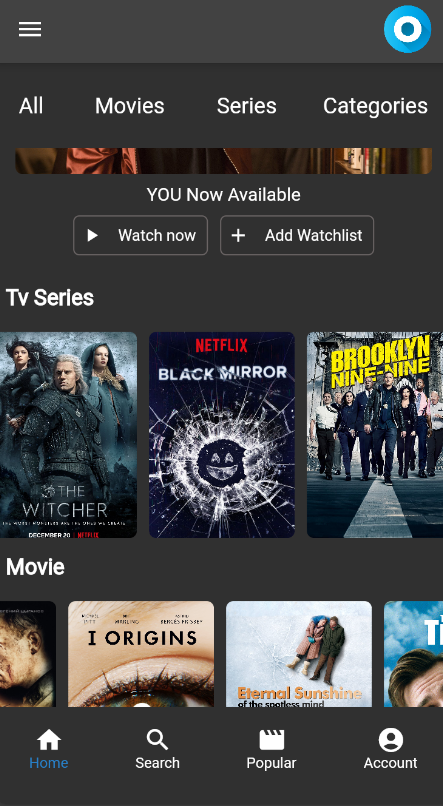 All Movies Series Categories
YOU Now Available
Watch now Add Watchlist
Tv Series
THE
WITCHER
THE WORST MONSTERS ARE THE ONES WE CREATE
DECEMBER 20 | NETFLIX
NETFLIX
BLACK MIRROR
BROOKLYN
NINE-NINE
Movie
I ORIGINS
Eternal Sunshine
of the spotless mind
Home Search Popular Account